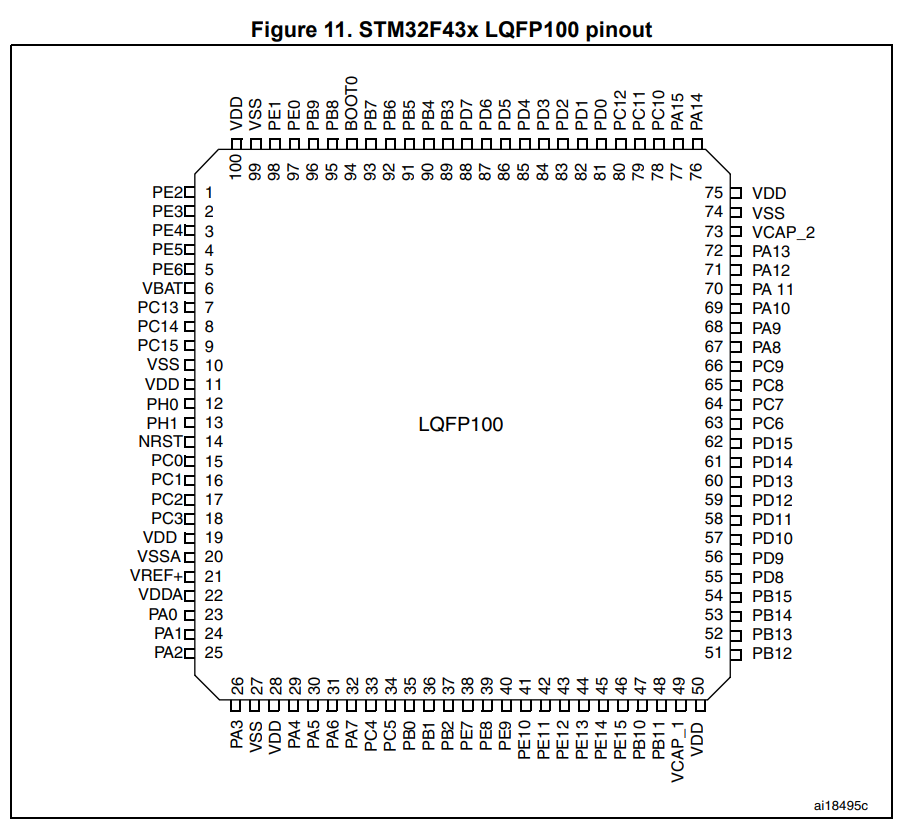 Figure 11. STM32F43x LQFP100 pinout
VDD VSS PE1 PE0 PB9 PB8 BOOT0 PB7 PB6 PB5 PB4 PB3 PD7 PD6 PD5 PD4 PD3 PD2 PD1 PD0 PC12 PC11 PC10 PA15 PA14
100 99 98 97 96 95 94 93 92 91 90 89 88 87 86 85 84 83 82 81 80 79 78 77 76
PE2 1 75 VDD
PE3 2 74 VSS
PE4 3 73 VCAP_2
PE5 4 72 PA13
PE6 5 71 PA12
VBAT 6 70 PA 11
PC13 7 69 PA10
PC14 8 68 PA9
PC15 9 67 PA8
VSS 10 66 PC9
VDD 11 65 PC8
PH0 12 64 PC7
PH1 13 63 PC6
LQFP100
NRST 14 62 PD15
PC0 15 61 PD14
PC1 16 60 PD13
PC2 17 59 PD12
PC3 18 58 PD11
VDD 19 57 PD10
VSSA 20 56 PD9
VREF+ 21 55 PD8
VDDA 22 54 PB15
PA0 23 53 PB14
PA1 24 52 PB13
PA2 25 51 PB12
26 27 28 29 30 31 32 33 34 35 36 37 38 39 40 41 42 43 44 45 46 47 48 49 50
PA3 VSS VDD PA4 PA5 PA6 PA7 PC4 PC5 PB0 PB1 PB2 PE7 PE8 PE9 PE10 PE11 PE12 PE13 PE14 PE15 PB10 PB11 VCAP_1 VDD
ai18495c